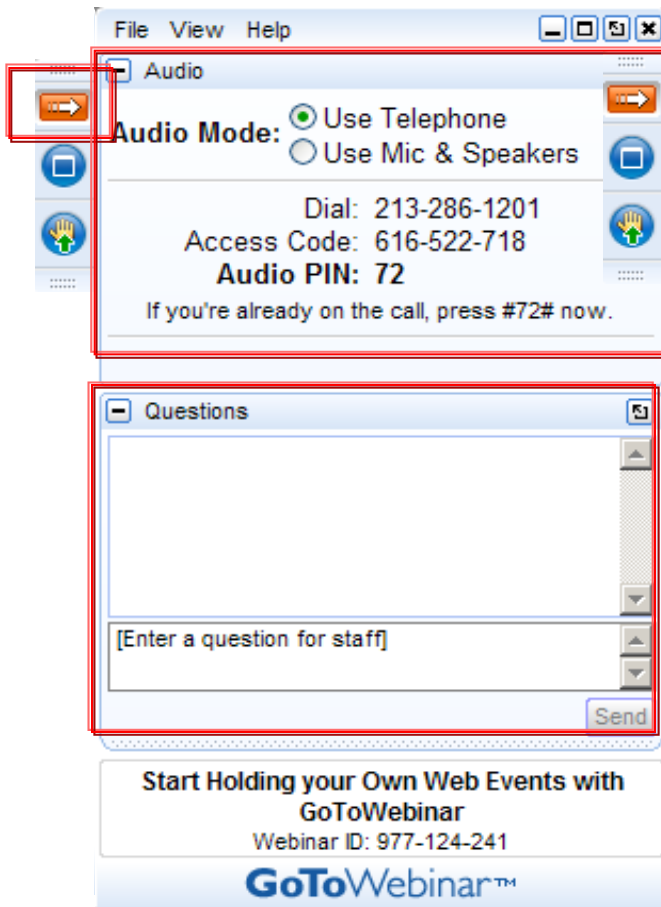 File View Help
Audio
Audio Mode:
Use Telephone
Use Mic & Speakers
Dial: 213-286-1201
Access Code: 616-522-718
Audio PIN: 72
If you're already on the call, press #72# now.
Questions
[Enter a question for staff]
Send
Start Holding your Own Web Events with
GoToWebinar
Webinar ID: 977-124-241
GoToWebinar™